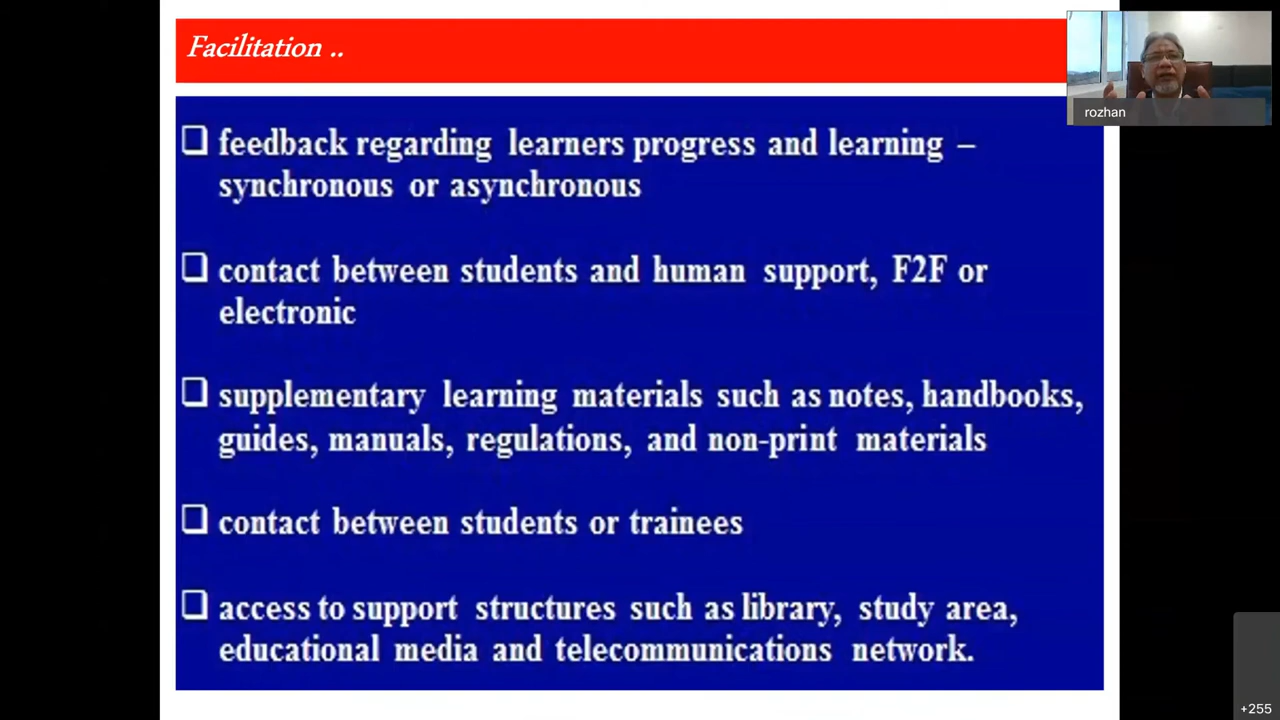 Facilitation ..
rozhan
❑ feedback regarding learners progress and learning –
synchronous or asynchronous
❑ contact between students and human support, F2F or
electronic
❑ supplementary learning materials such as notes, handbooks,
guides, manuals, regulations, and non-print materials
❑ contact between students or trainees
❑ access to support structures such as library, study area,
educational media and telecommunications network.
+255